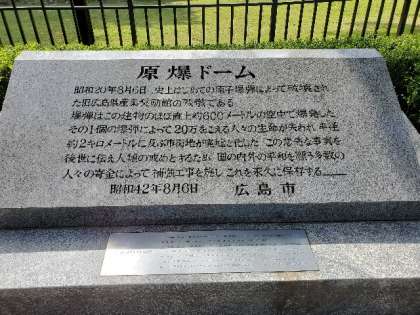 原爆ドーム
昭和20年8月6日 史上はじめての原子爆弾によって破壊され
た旧広島県産業奨励館の残骸である
爆弾はこの建物のほぼ直上約600メートルの空中で爆発した
その1個の爆弾によって20万をこえる人々の生命が失われ 半径
約2キロメートルに及ぶ市街地が廃墟と化した この悲痛な事実を
後世に伝え人類の戒めとするため 国の内外の平和を願う多数の
人々の寄金によって補強工事を施し これを永久に保存する
昭和42年8月6日 広島市